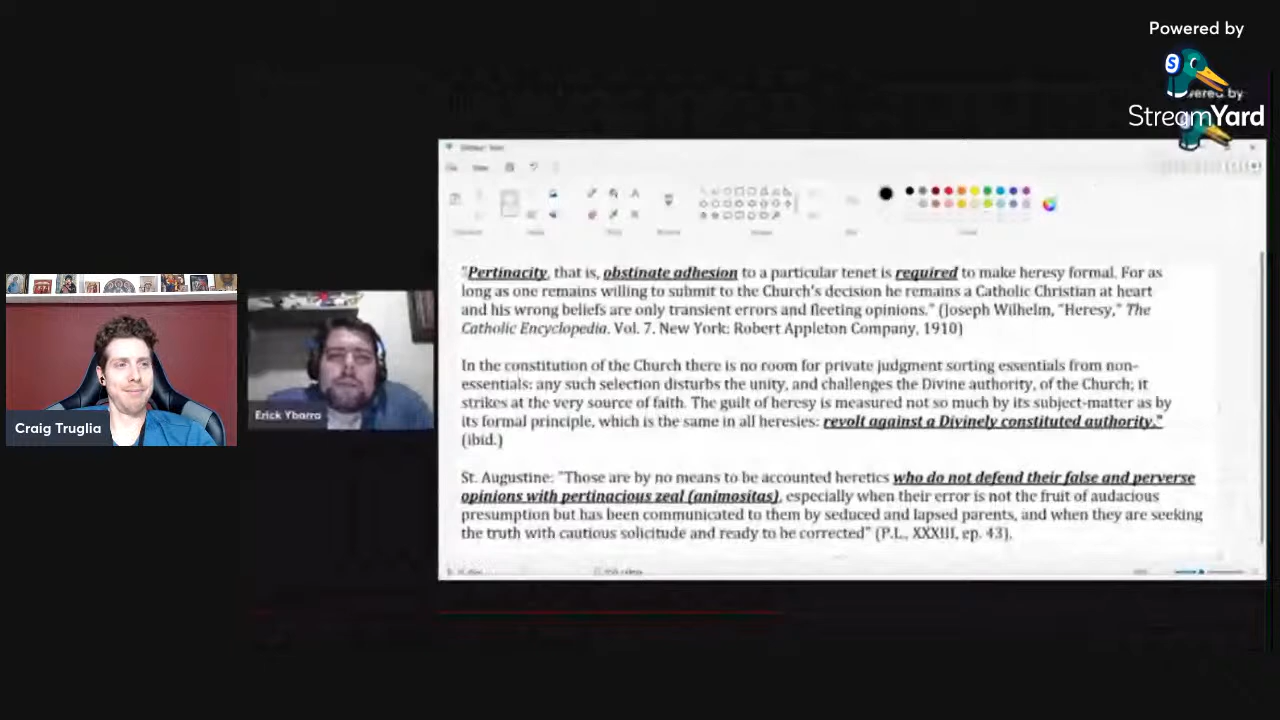 Powered by
StreamYard
"Pertinacity, that is, obstinate adhesion to a particular tenet is required to make heresy formal. For as
long as one remains willing to submit to the Church's decision he remains a Catholic Christian at heart
and his wrong beliefs are only transient errors and fleeting opinions." (Joseph Wilhelm, "Heresy," The
Catholic Encyclopedia. Vol. 7. New York: Robert Appleton Company, 1910)
In the constitution of the Church there is no room for private judgment sorting essentials from non-
essentials: any such selection disturbs the unity, and challenges the Divine authority, of the Church; it
strikes at the very source of faith. The guilt of heresy is measured not so much by its subject-matter as by
its formal principle, which is the same in all heresies: revolt against a Divinely constituted authority."
(ibid.)
St. Augustine: "Those are by no means to be accounted heretics who do not defend their false and perverse
opinions with pertinacious zeal (animositas), especially when their error is not the fruit of audacious
presumption but has been communicated to them by seduced and lapsed parents, and when they are seeking
the truth with cautious solicitude and ready to be corrected" (P.L., XXXIII, ep. 43).
Erick Ybarra
Craig Truglia